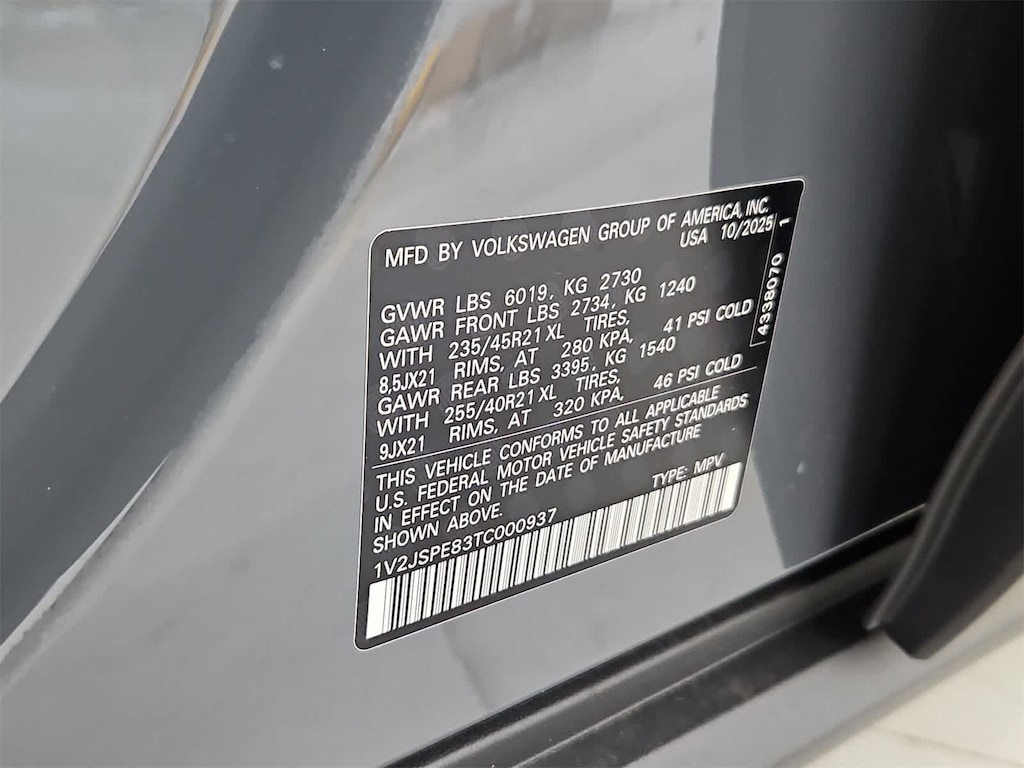 MFD BY VOLKSWAGEN GROUP OF AMERICA, INC.
USA 10/2025
GVWR LBS 6019, KG 2730
GAWR FRONT LBS 2734, KG 1240
WITH 235/45R21 XL TIRES,
8,5JX21 RIMS, AT 280 KPA, 41 PSI COLD
GAWR REAR LBS 3395, KG 1540
WITH 255/40R21 XL TIRES,
9JX21 RIMS, AT 320 KPA, 46 PSI COLD
THIS VEHICLE CONFORMS TO ALL APPLICABLE
U.S. FEDERAL MOTOR VEHICLE SAFETY STANDARDS
IN EFFECT ON THE DATE OF MANUFACTURE
SHOWN ABOVE. TYPE: MPV
1V2JSPE83TC000937
4338070 1